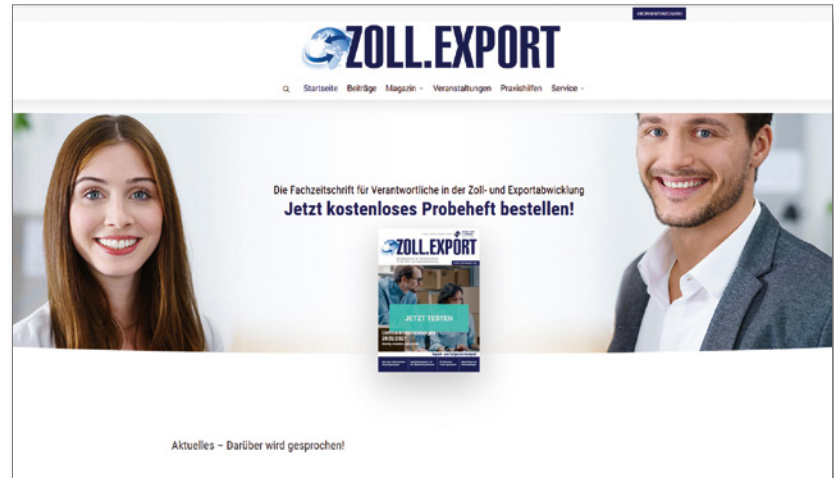 ZOLL.EXPORT
Startseite Beiträge Magazin Veranstaltungen Praxishilfen Service
Die Fachzeitschrift für Verantwortliche in der Zoll- und Exportabwicklung
Jetzt kostenloses Probeheft bestellen!
ZOLL.EXPORT
JETZT TESTEN
Aktuelles – Darüber wird gesprochen!